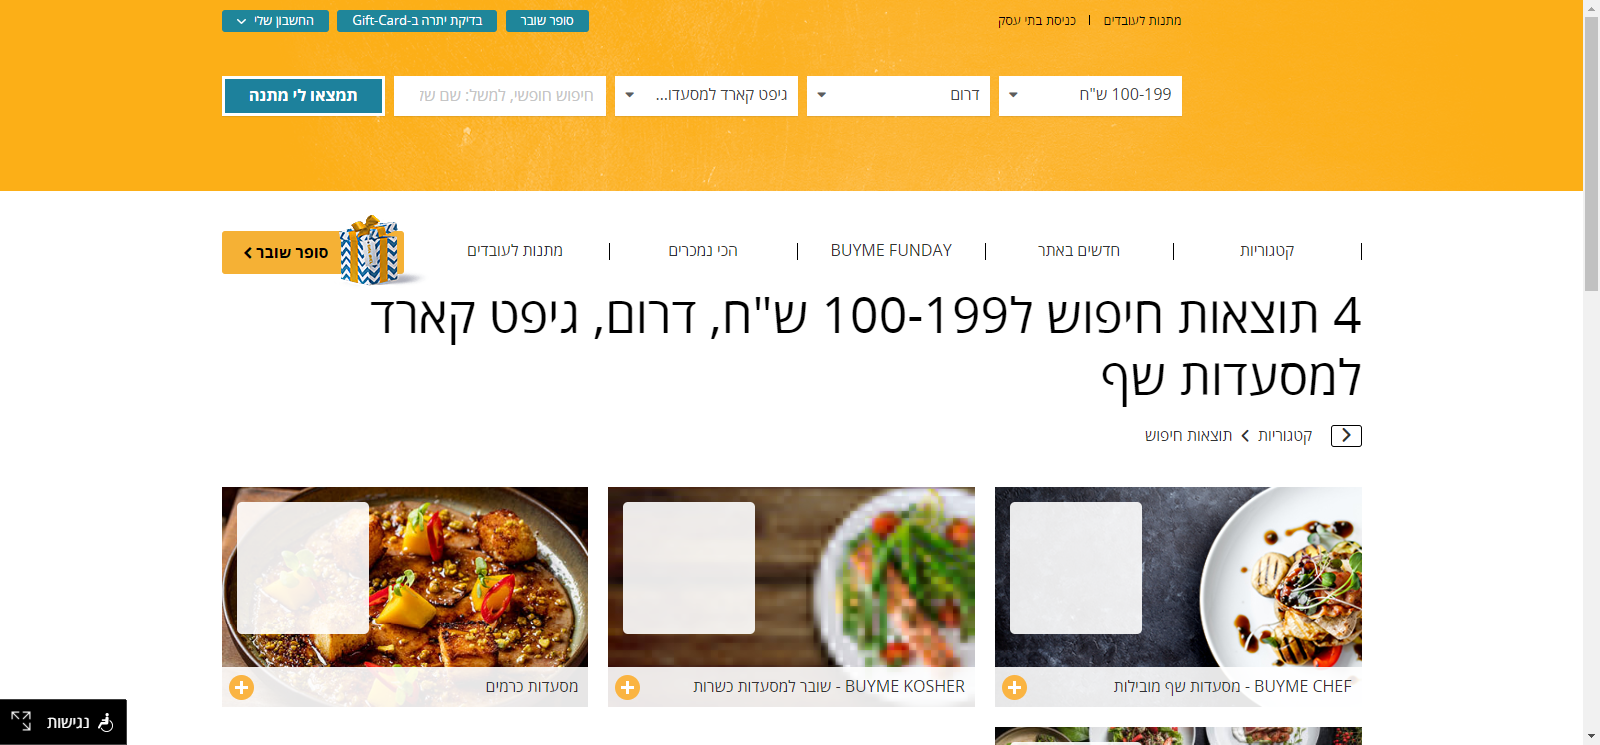 מתנות לעובדים
כניסת בתי עסק
סופר שובר
בדיקת יתרה ב-Gift-Card
החשבון שלי
100-199 ש"ח
דרום
גיפט קארד למסעדו...
חיפוש חופשי, למשל: שם של
תמצאו לי מתנה
קטגוריות
חדשים באתר
BUYME FUNDAY
הכי נמכרים
מתנות לעובדים
סופר שובר
4 תוצאות חיפוש ל100-199 ש"ח, דרום, גיפט קארד
למסעדות שף
קטגוריות
תוצאות חיפוש
BUYME CHEF - מסעדות שף מובילות
BUYME KOSHER - שובר למסעדות כשרות
מסעדות כרמים
נגישות